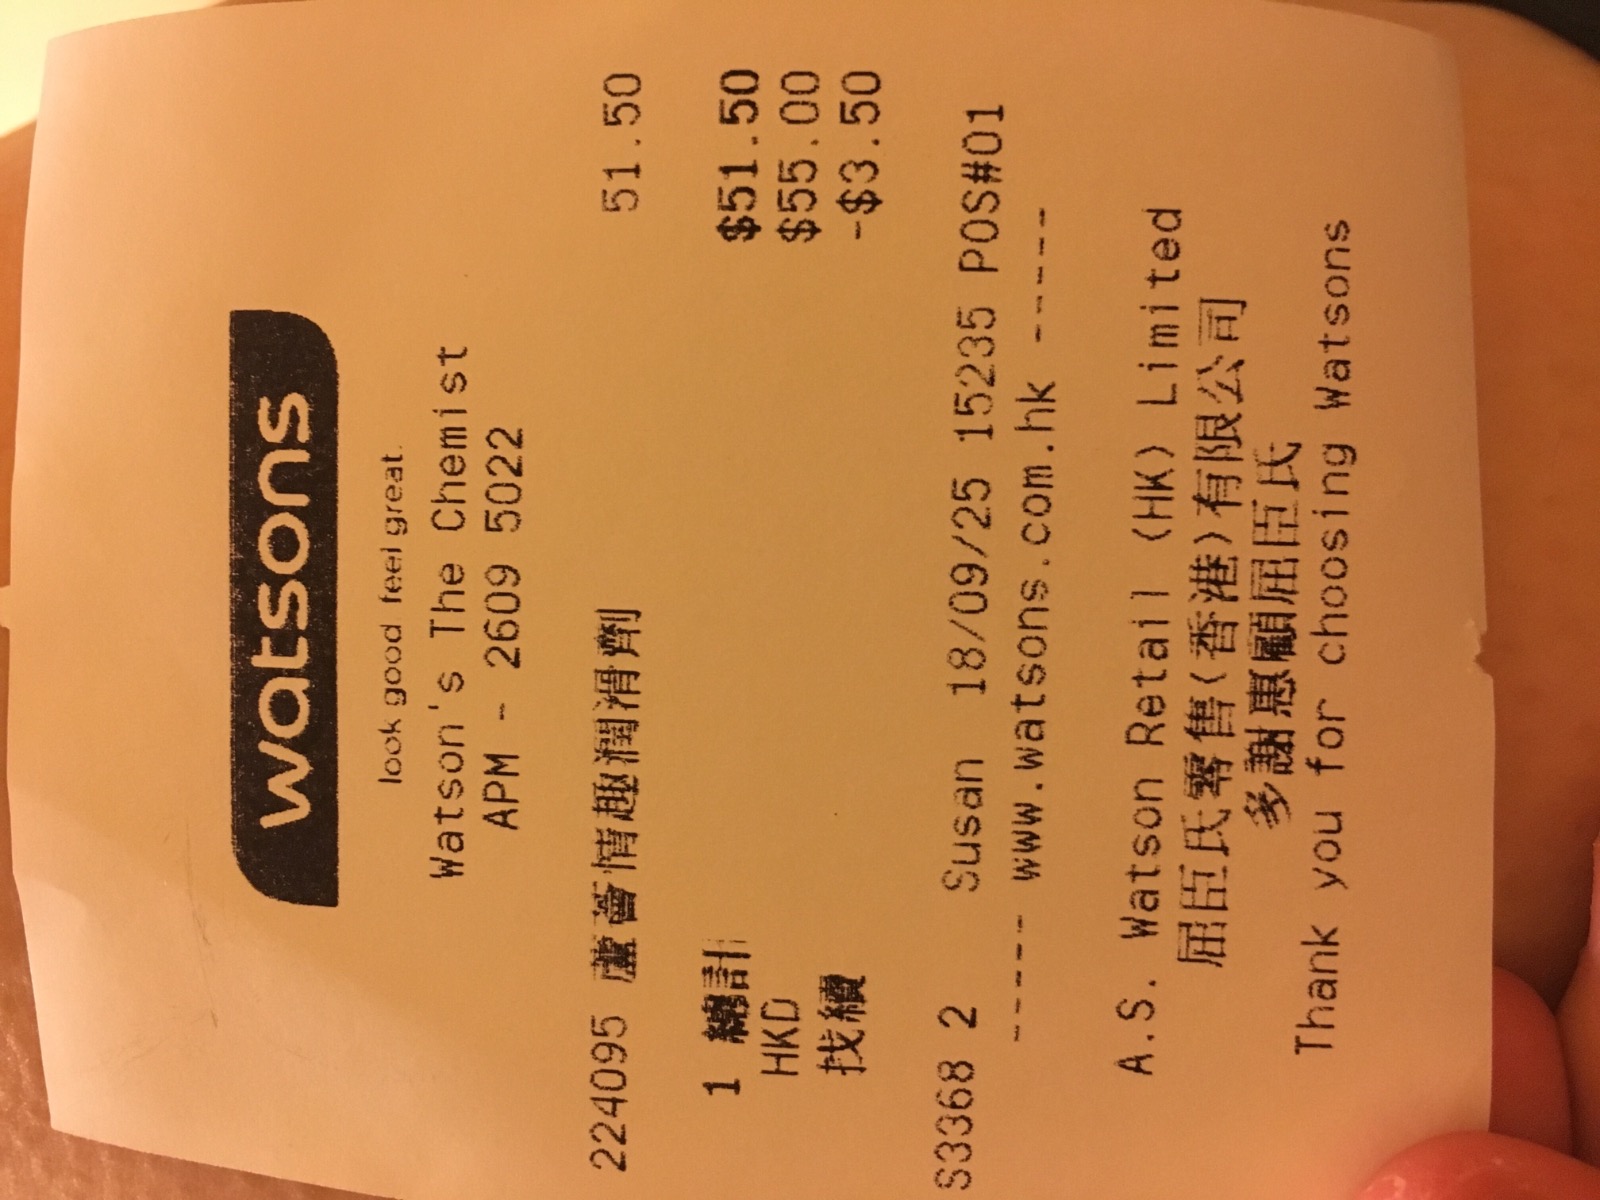 watsons
look good feel great.
Watson's The Chemist
APM - 2609 5022
224095 蘆薈情趣潤滑劑 51.50
1 總計 $51.50
HKD $55.00
找續 -$3.50
S3368 2 Susan 18/09/25 15235 POS#01
----- www.watsons.com.hk -----
A.S. Watson Retail (HK) Limited
屈臣氏零售(香港)有限公司
多謝惠顧屈臣氏
Thank you for choosing Watsons